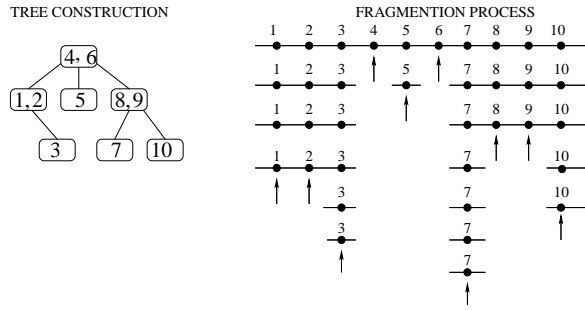 TREE CONSTRUCTION
FRAGMENTION PROCESS
4, 6
1,2 5 8,9
3 7 10
1 2 3 4 5 6 7 8 9 10
1 2 3 5 7 8 9 10
1 2 3 7 8 9 10
1 2 3 7 10
3 7 10
3 7
7